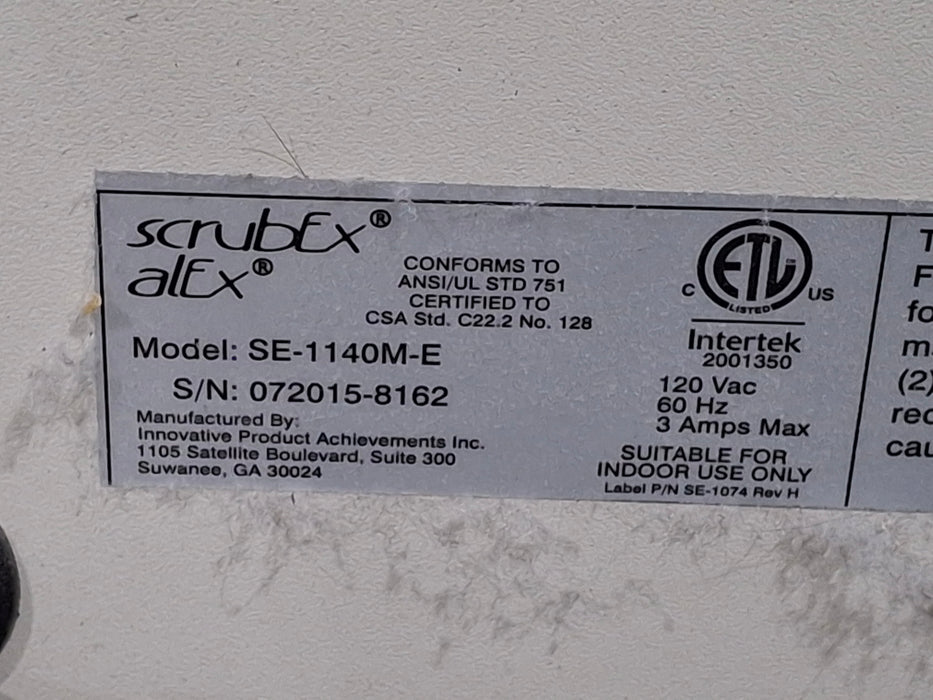 scrubEx®
alEx®
CONFORMS TO
ANSI/UL STD 751
CERTIFIED TO
CSA Std. C22.2 No. 128
Model: SE-1140M-E
S/N: 072015-8162
Manufactured By:
Innovative Product Achievements Inc.
1105 Satellite Boulevard, Suite 300
Suwanee, GA 30024
ETL
LISTED
C US
Intertek
2001350
120 Vac
60 Hz
3 Amps Max
SUITABLE FOR
INDOOR USE ONLY
Label P/N SE-1074 Rev H
(2)